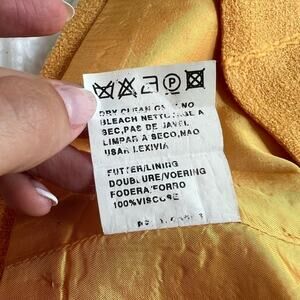 P
DRY CLEAN ONLY NO
BLEACH NETTOYAGE A
SEC,PAS DE JAVEL
LIMPAR A SECO,NAO
USAR LEXIVIA
FUTTER/LINING
DOUBLURE/VOERING
FODERA/FORRO
100%VISCOSE